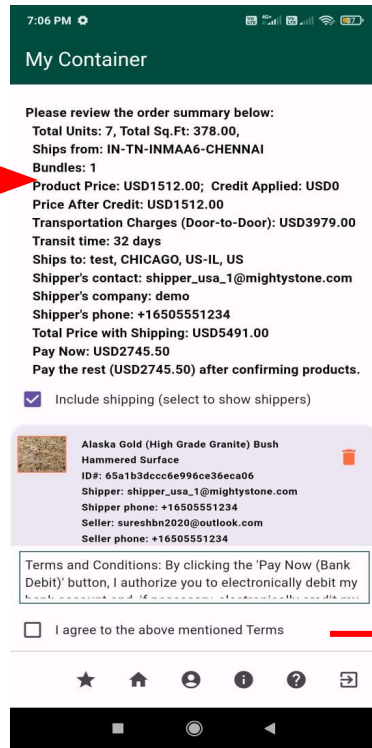 7:06 PM
My Container
Please review the order summary below:
Total Units: 7, Total Sq.Ft: 378.00,
Ships from: IN-TN-INMAA6-CHENNAI
Bundles: 1
Product Price: USD1512.00; Credit Applied: USD0
Price After Credit: USD1512.00
Transportation Charges (Door-to-Door): USD3979.00
Transit time: 32 days
Ships to: test, CHICAGO, US-IL, US
Shipper's contact: shipper_usa_1@mightystone.com
Shipper's company: demo
Shipper's phone: +16505551234
Total Price with Shipping: USD5491.00
Pay Now: USD2745.50
Pay the rest (USD2745.50) after confirming products.
Include shipping (select to show shippers)
Alaska Gold (High Grade Granite) Bush
Hammered Surface
ID#: 65a1b3dccc6e996ce36eca06
Shipper: shipper_usa_1@mightystone.com
Shipper phone: +16505551234
Seller: sureshbn2020@outlook.com
Seller phone: +16505551234
Terms and Conditions: By clicking the 'Pay Now (Bank
Debit)' button, I authorize you to electronically debit my
I agree to the above mentioned Terms